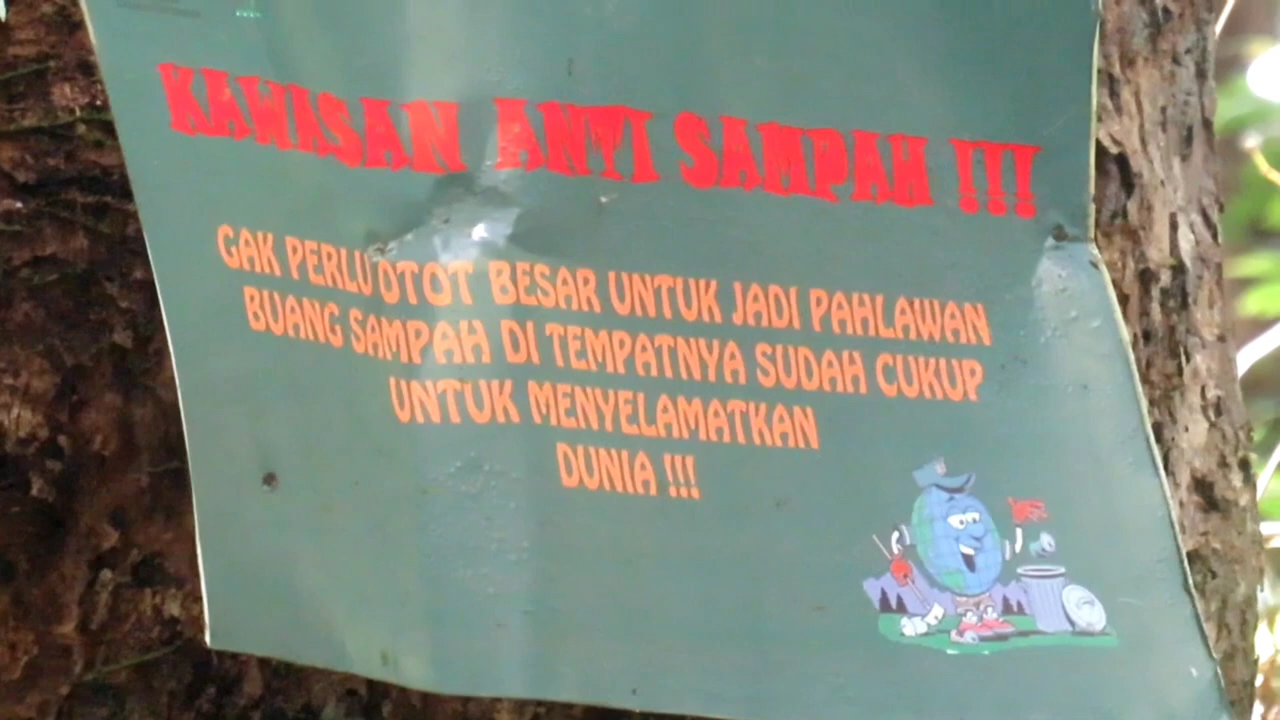 KAWASAN ANTI SAMPAH !!!
GAK PERLU OTOT BESAR UNTUK JADI PAHLAWAN
BUANG SAMPAH DI TEMPATNYA SUDAH CUKUP
UNTUK MENYELAMATKAN
DUNIA !!!